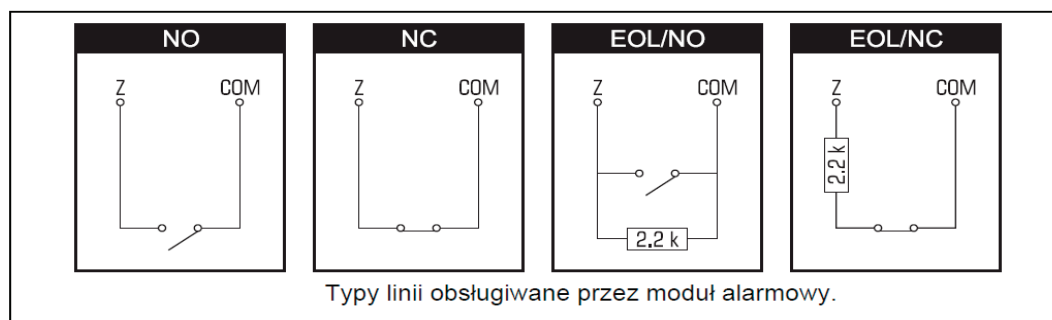 NO NC EOL/NO EOL/NC
Z COM Z COM Z COM Z COM
2.2 k
2.2 k
Typy linii obsługiwane przez moduł alarmowy.